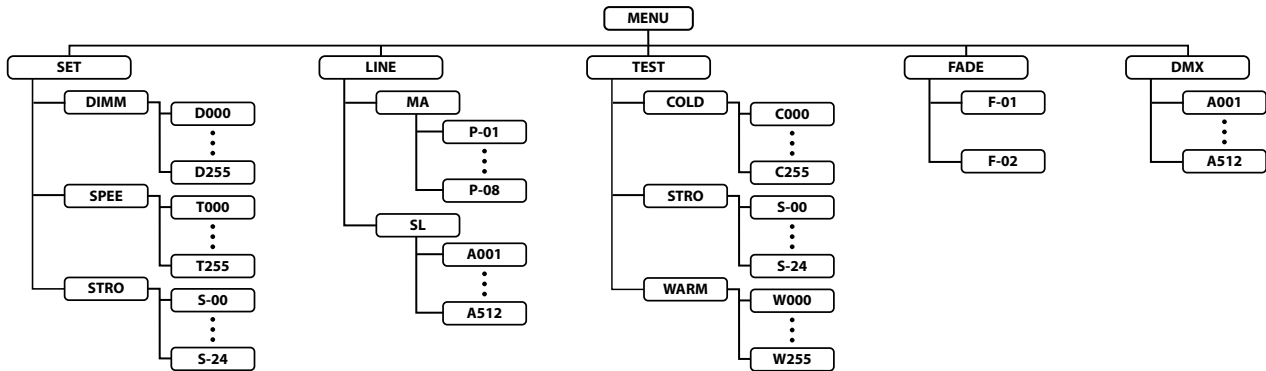 MENU
SET
DIMM
D000
D255
SPEE
T000
T255
STRO
S-00
S-24
LINE
MA
P-01
P-08
SL
A001
A512
TEST
COLD
C000
C255
STRO
S-00
S-24
WARM
W000
W255
FADE
F-01
F-02
DMX
A001
A512